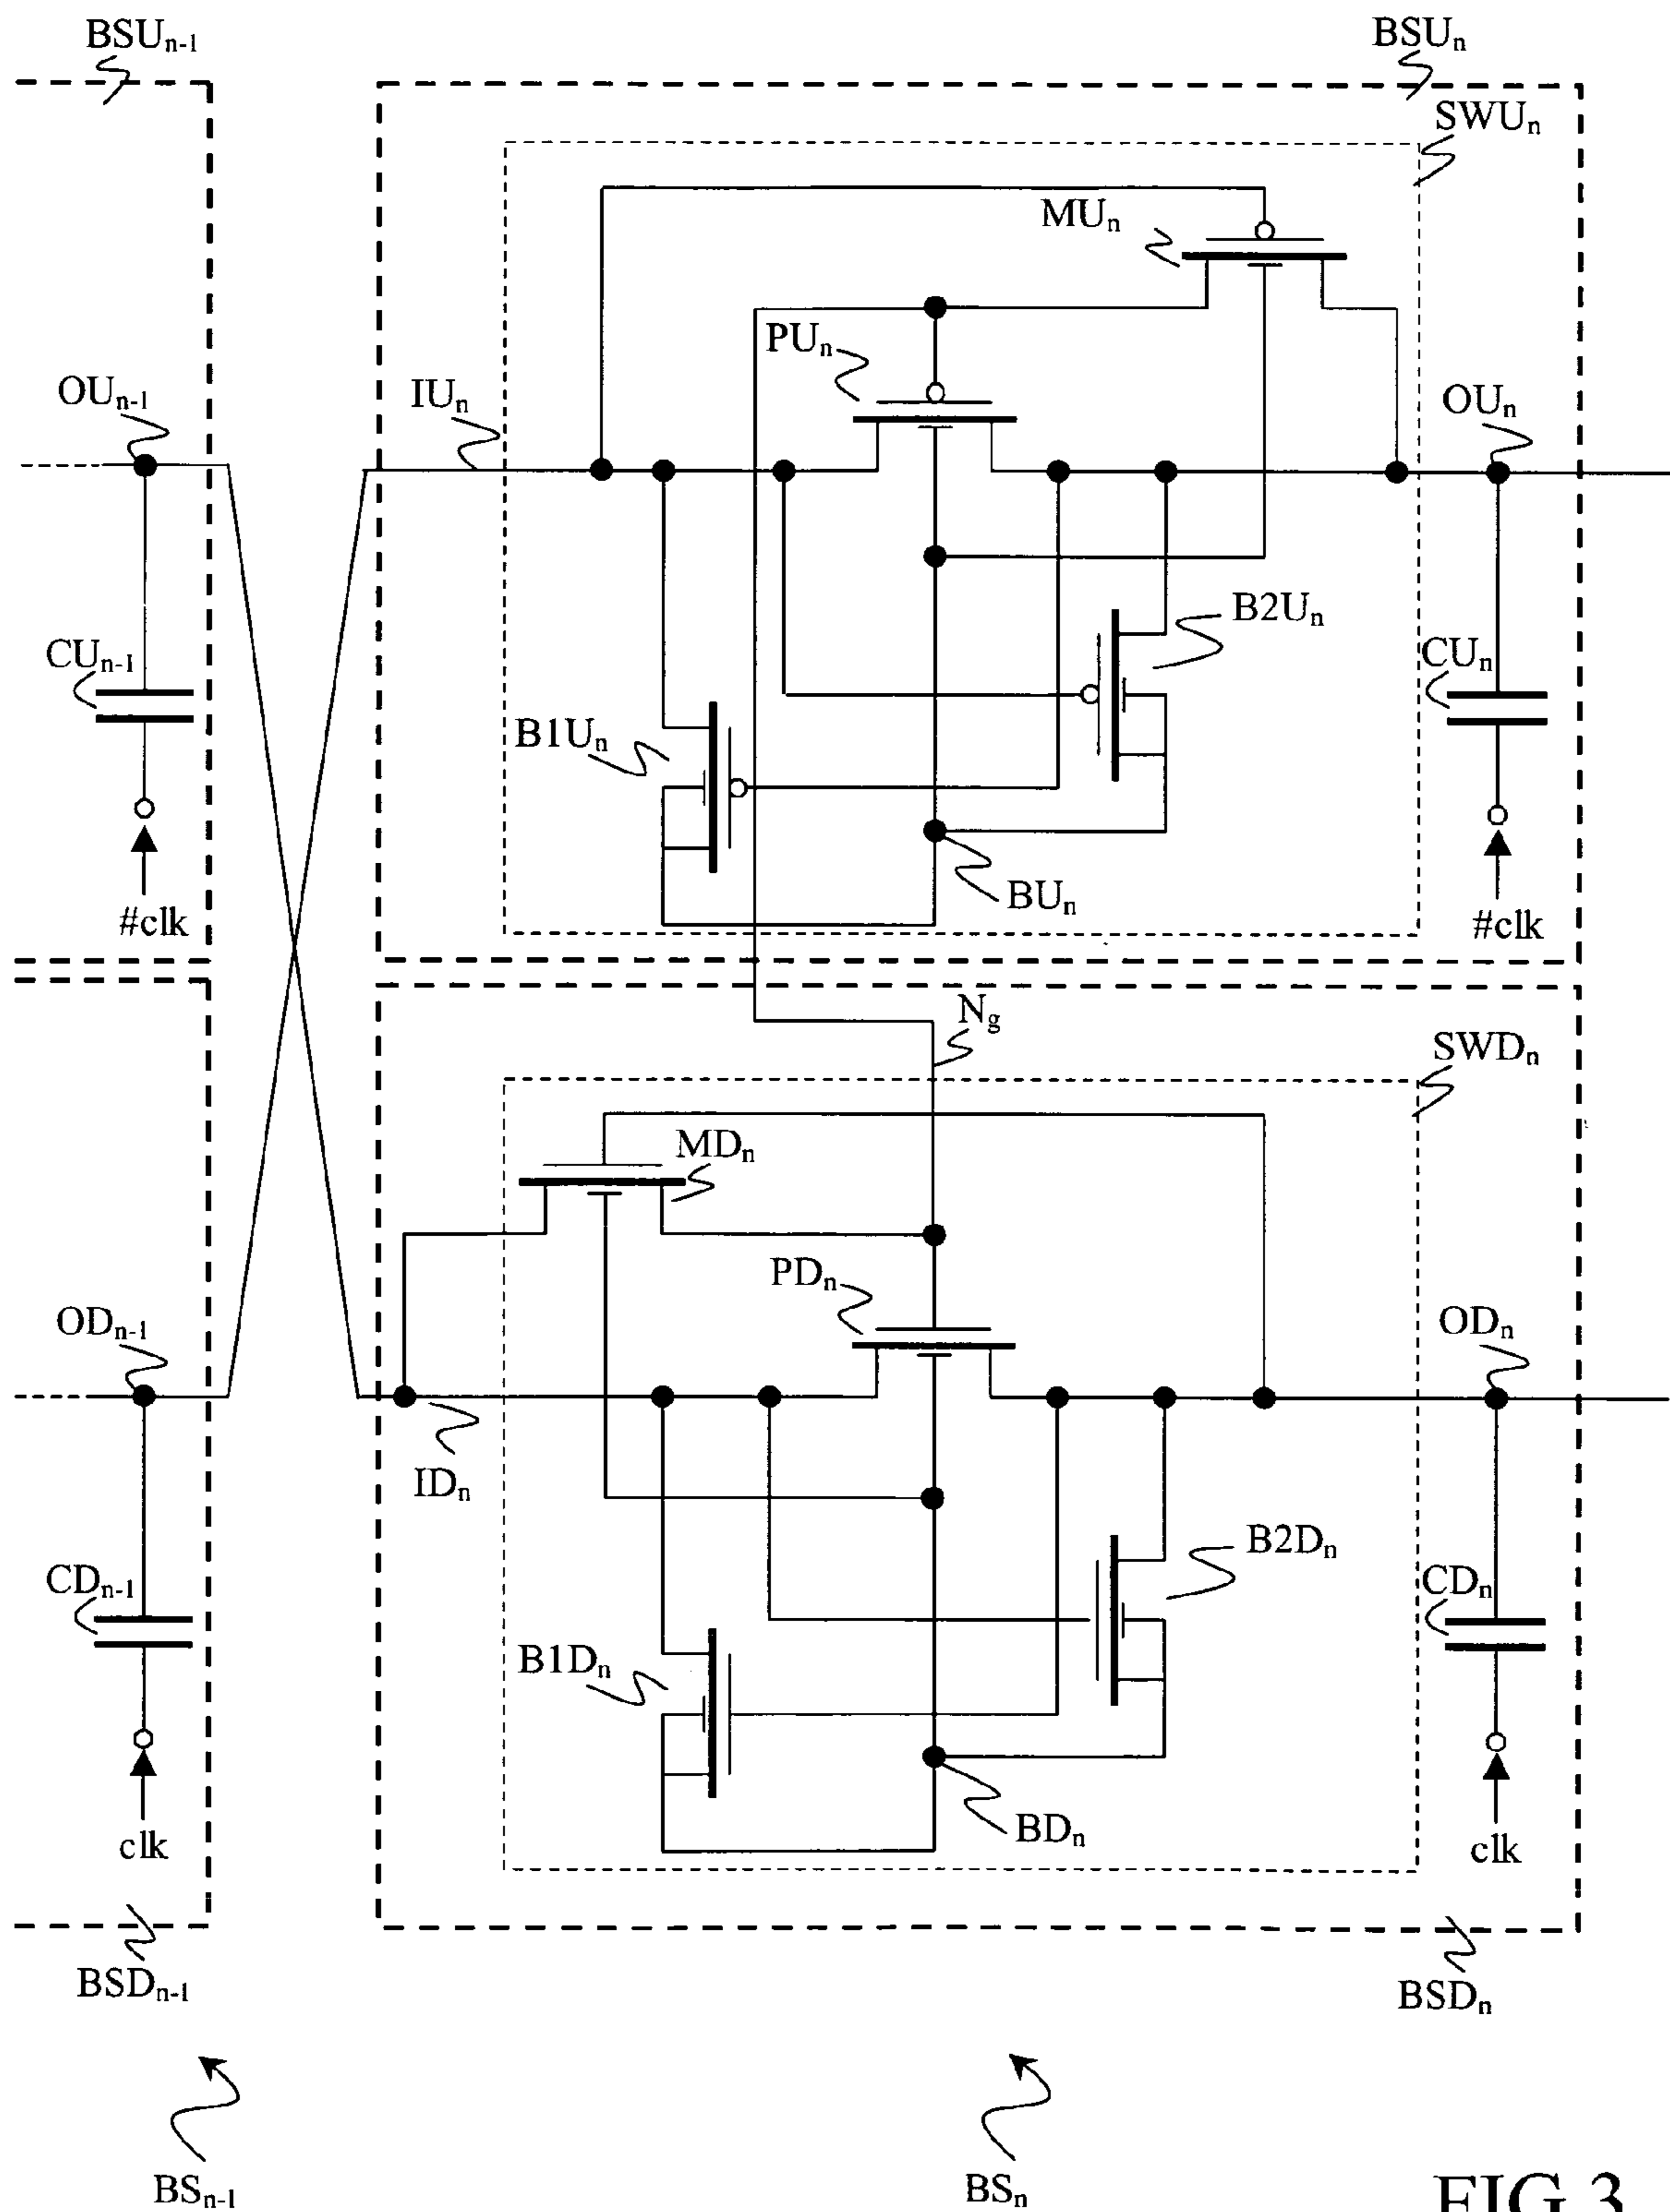 BSUn-1
BSUn
SWUn
MUn
PUn
OUn-1
IUn
OUn
B2Un
CUn-1
CUn
B1Un
BUn
#clk
#clk
Ng
SWDn
MDn
PDn
ODn-1
ODn
IDn
B2Dn
CDn-1
CDn
B1Dn
BDn
clk
clk
BSDn-1
BSDn
BSn-1
BSn
FIG.3